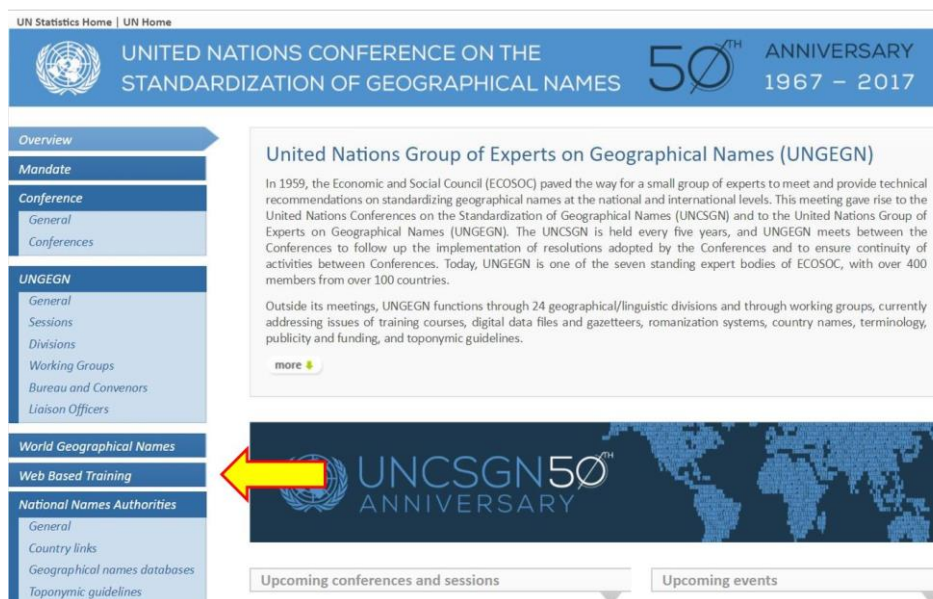 UN Statistics Home | UN Home
UNITED NATIONS CONFERENCE ON THE
STANDARDIZATION OF GEOGRAPHICAL NAMES
50TH
ANNIVERSARY
1967 – 2017
Overview
Mandate
Conference
General
Conferences
UNGEGN
General
Sessions
Divisions
Working Groups
Bureau and Convenors
Liaison Officers
World Geographical Names
Web Based Training
National Names Authorities
General
Country links
Geographical names databases
Toponymic guidelines
United Nations Group of Experts on Geographical Names (UNGEGN)
In 1959, the Economic and Social Council (ECOSOC) paved the way for a small group of experts to meet and provide technical
recommendations on standardizing geographical names at the national and international levels. This meeting gave rise to the
United Nations Conferences on the Standardization of Geographical Names (UNCSGN) and to the United Nations Group of
Experts on Geographical Names (UNGEGN). The UNCSGN is held every five years, and UNGEGN meets between the
Conferences to follow up the implementation of resolutions adopted by the Conferences and to ensure continuity of
activities between Conferences. Today, UNGEGN is one of the seven standing expert bodies of ECOSOC, with over 400
members from over 100 countries.
Outside its meetings, UNGEGN functions through 24 geographical/linguistic divisions and through working groups, currently
addressing issues of training courses, digital data files and gazetteers, romanization systems, country names, terminology,
publicity and funding, and toponymic guidelines.
more
UNCSGN50TH
ANNIVERSARY
Upcoming conferences and sessions
Upcoming events